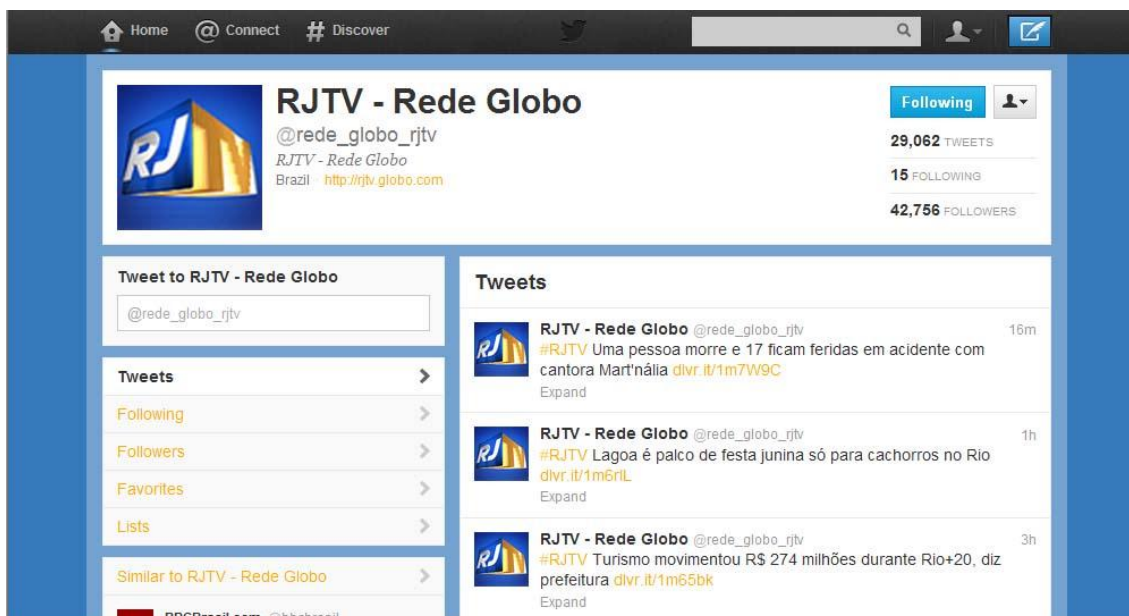 Home @ Connect # Discover
RJTV - Rede Globo
@rede_globo_rjtv
RJTV - Rede Globo
Brazil http://rjtv.globo.com
Following
29,062 TWEETS
15 FOLLOWING
42,756 FOLLOWERS
Tweet to RJTV - Rede Globo
@rede_globo_rjtv
Tweets
Following
Followers
Favorites
Lists
Similar to RJTV - Rede Globo
BBCBrasil.com @bbcbrasil
Tweets
RJTV - Rede Globo @rede_globo_rjtv 16m
#RJTV Uma pessoa morre e 17 ficam feridas em acidente com
cantora Mart'nália dlvr.it/1m7W9C
Expand
RJTV - Rede Globo @rede_globo_rjtv 1h
#RJTV Lagoa é palco de festa junina só para cachorros no Rio
dlvr.it/1m6rlL
Expand
RJTV - Rede Globo @rede_globo_rjtv 3h
#RJTV Turismo movimentou R$ 274 milhões durante Rio+20, diz
prefeitura dlvr.it/1m65bk
Expand